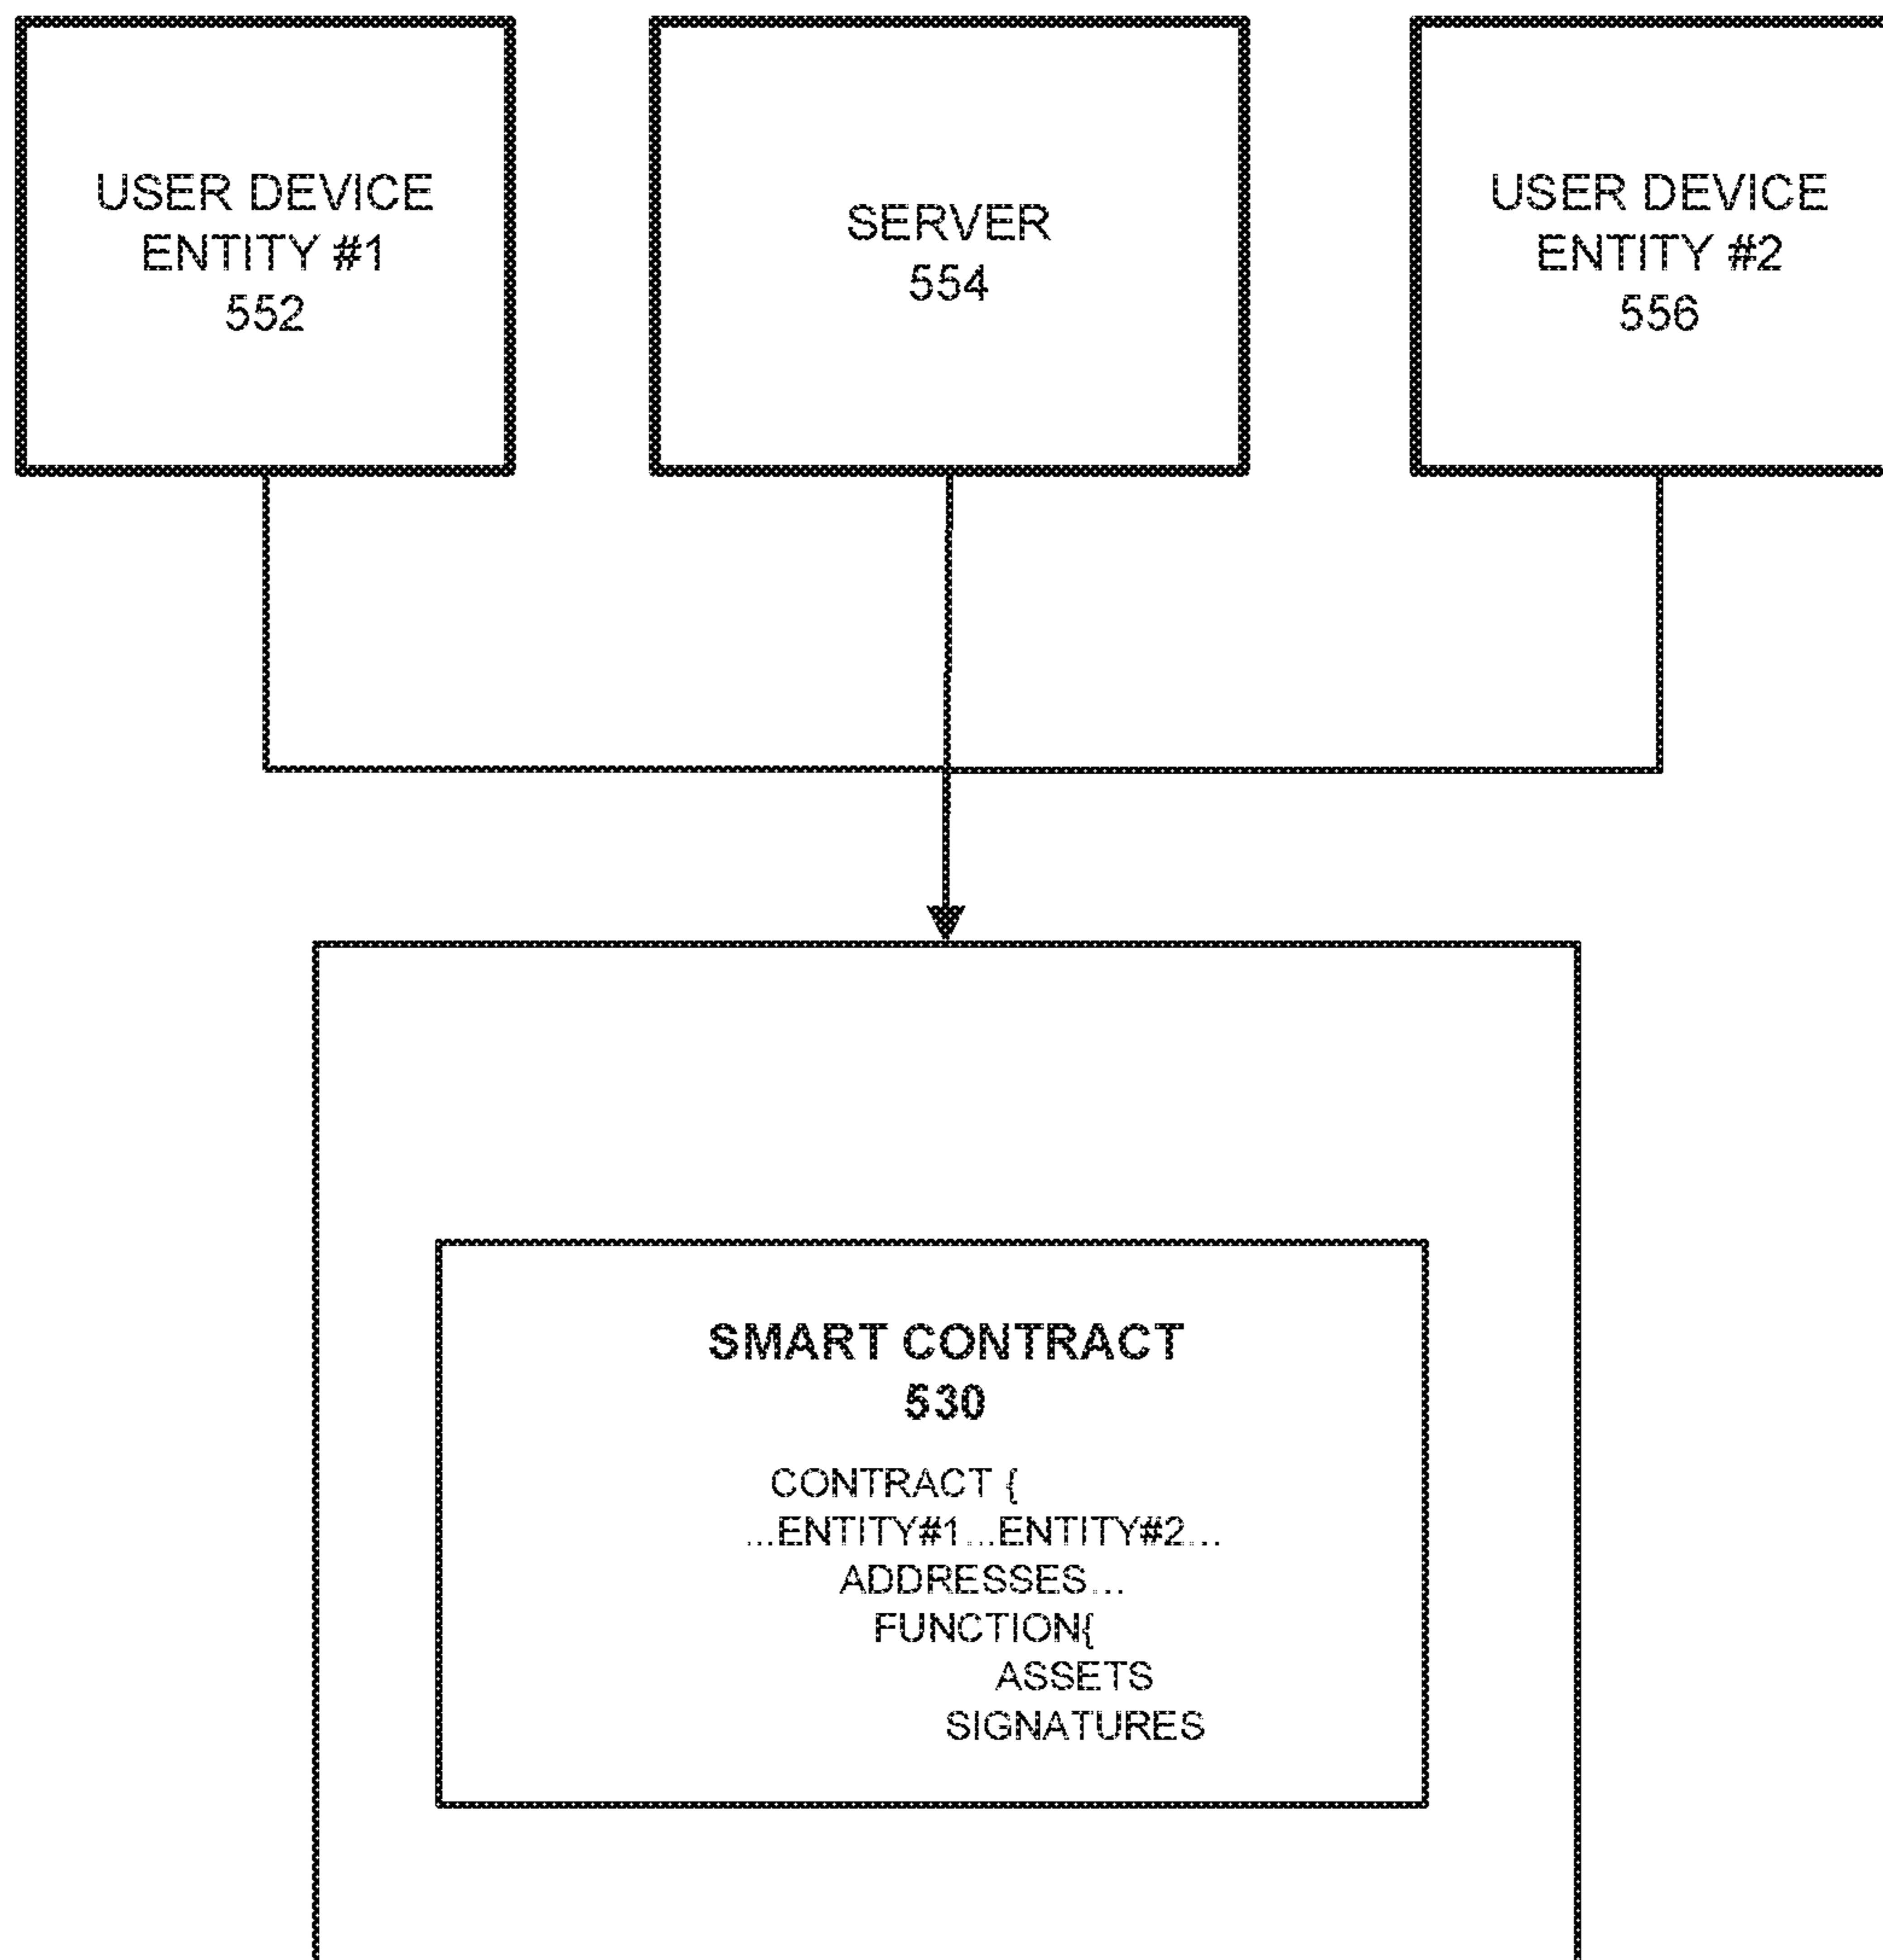 USER DEVICE
ENTITY #1
552
SERVER
554
USER DEVICE
ENTITY #2
556
SMART CONTRACT
530
CONTRACT {
...ENTITY#1...ENTITY#2...
ADDRESSES...
FUNCTION{
ASSETS
SIGNATURES